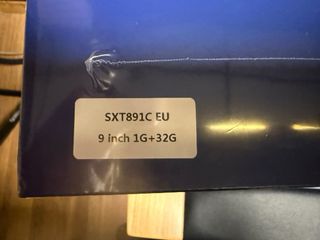 SXT891C EU
9 inch 1G+32G